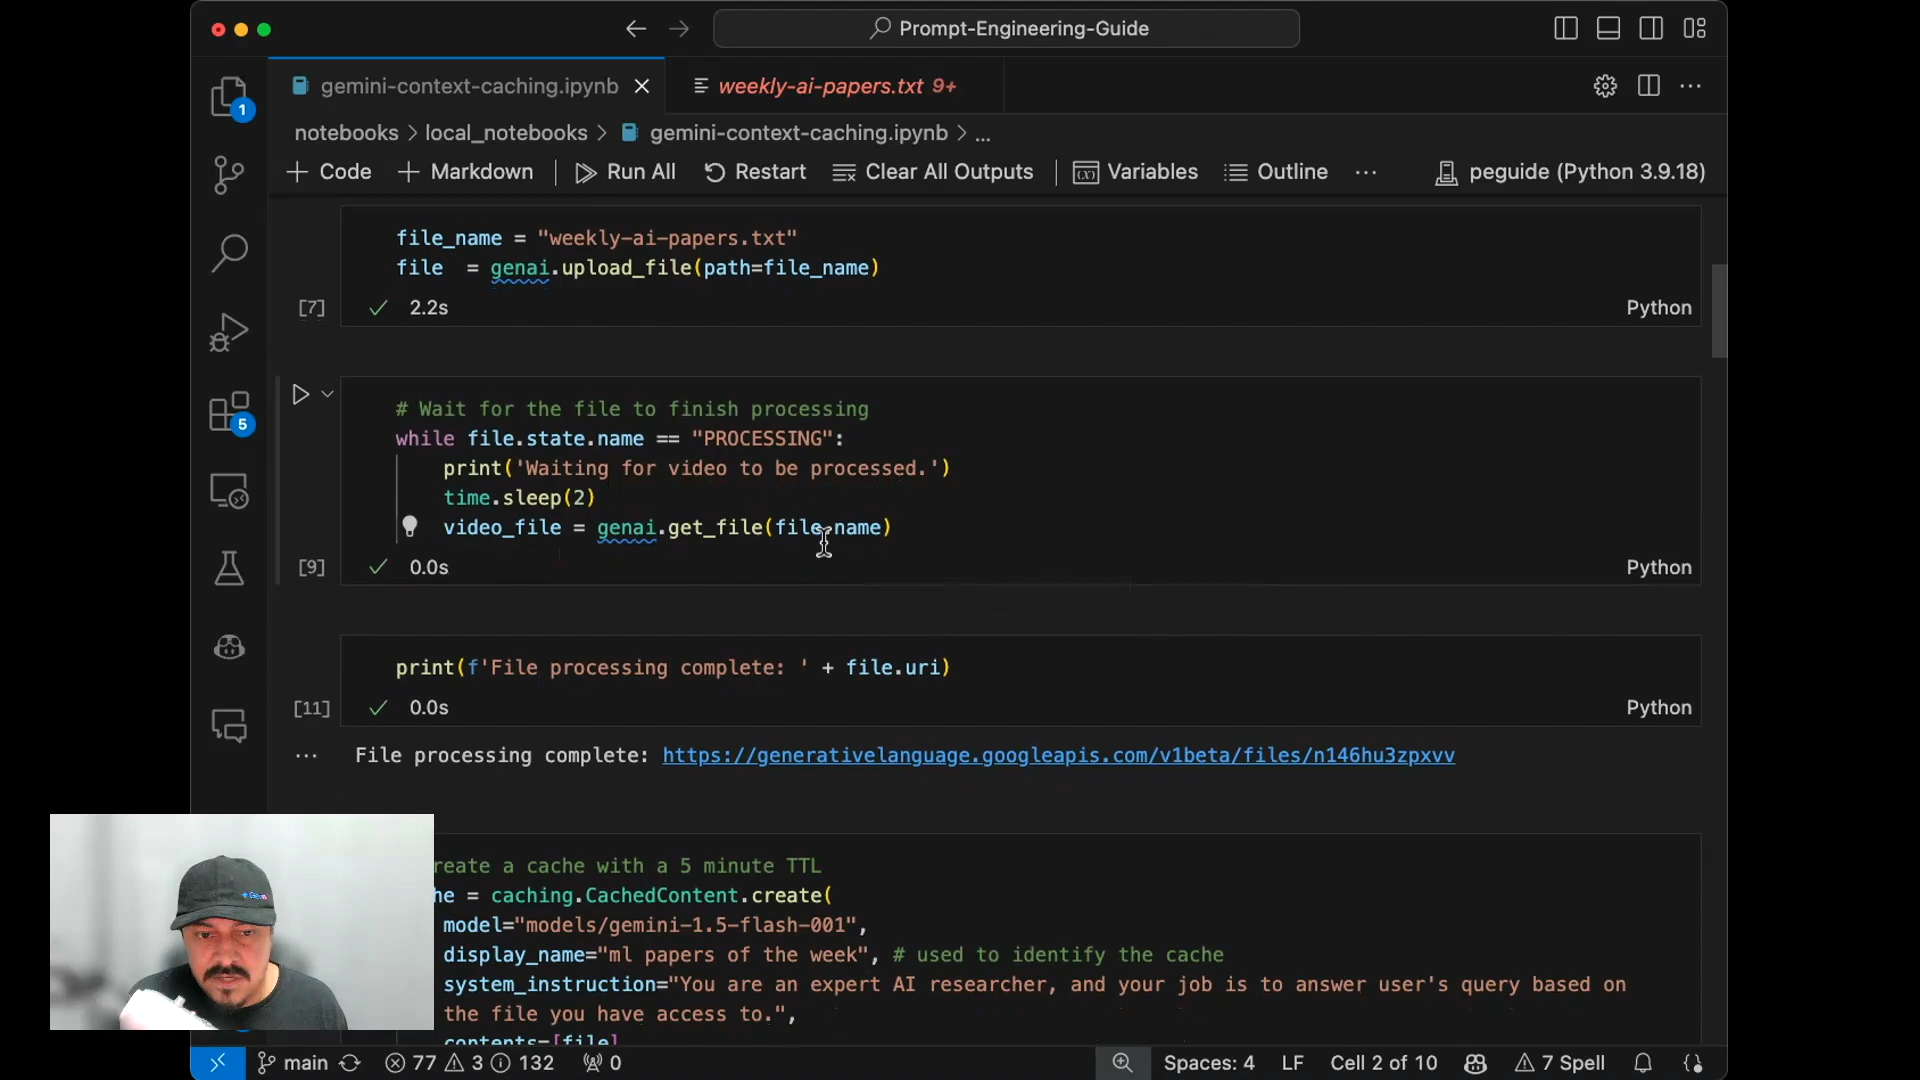 Prompt-Engineering-Guide
gemini-context-caching.ipynb
weekly-ai-papers.txt 9+
notebooks > local_notebooks > gemini-context-caching.ipynb > ...
Code
Markdown
Run All
Restart
Clear All Outputs
Variables
Outline
...
peguide (Python 3.9.18)
1
5
file_name = "weekly-ai-papers.txt"
file  = genai.upload_file(path=file_name)
[7] 2.2s Python
# Wait for the file to finish processing
while file.state.name == "PROCESSING":
    print('Waiting for video to be processed.')
    time.sleep(2)
    video_file = genai.get_file(file.name)
[9] 0.0s Python
print(f'File processing complete: ' + file.uri)
[11] 0.0s Python
... File processing complete: https://generativelanguage.googleapis.com/v1beta/files/n146hu3zpxvv
reate a cache with a 5 minute TTL
he = caching.CachedContent.create(
    model="models/gemini-1.5-flash-001",
    display_name="ml papers of the week", # used to identify the cache
    system_instruction="You are an expert AI researcher, and your job is to answer user's query based on
    the file you have access to.",
    contents=[file]
main 77 3 132 0 Spaces: 4 LF Cell 2 of 10 7 Spell